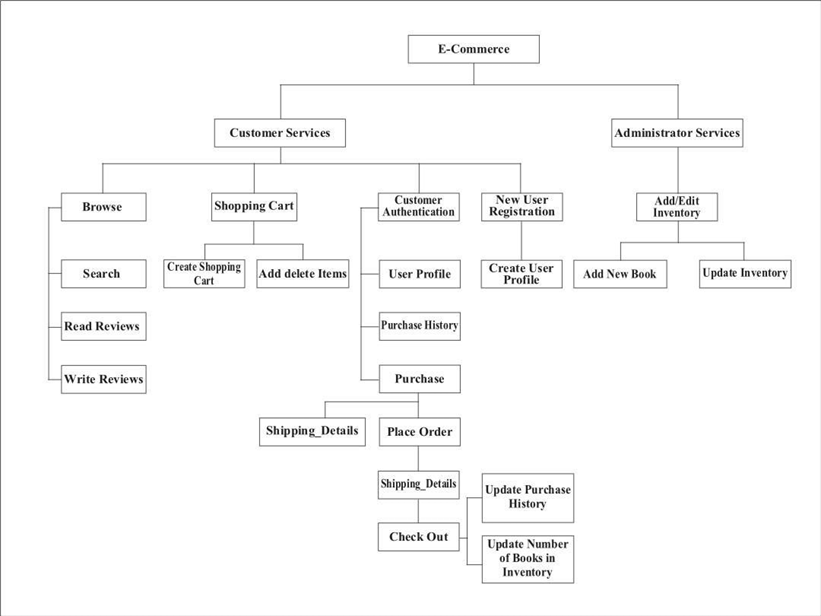 E-Commerce
Customer Services
Administrator Services
Browse
Shopping Cart
Customer
Authentication
New User
Registration
Add/Edit
Inventory
Search
Create Shopping
Cart
Add delete Items
User Profile
Create User
Profile
Add New Book
Update Inventory
Read Reviews
Purchase History
Write Reviews
Purchase
Shipping_Details
Place Order
Shipping_Details
Update Purchase
History
Check Out
Update Number
of Books in
Inventory